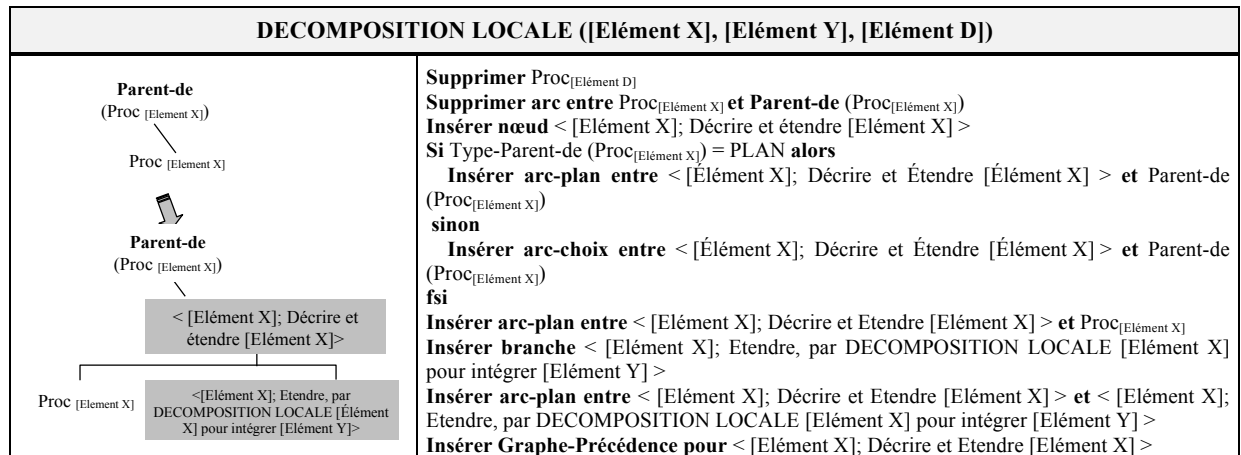 DECOMPOSITION LOCALE ([Elément X], [Elément Y], [Elément D])
Parent-de
(Proc [Element X])
Proc [Element X]
Parent-de
(Proc [Element X])
< [Elément X]; Décrire et
étendre [Elément X]>
Proc [Element X]
<[Elément X]; Etendre, par
DECOMPOSITION LOCALE [Élément
X] pour intégrer [Elément Y]>
Supprimer Proc[Elément D]
Supprimer arc entre Proc[Elément X] et Parent-de (Proc[Elément X])
Insérer nœud < [Elément X]; Décrire et étendre [Elément X] >
Si Type-Parent-de (Proc[Elément X]) = PLAN alors
Insérer arc-plan entre < [Élément X]; Décrire et Étendre [Élément X] > et Parent-de
(Proc[Elément X])
sinon
Insérer arc-choix entre < [Élément X]; Décrire et Étendre [Élément X] > et Parent-de
(Proc[Elément X])
fsi
Insérer arc-plan entre < [Elément X]; Décrire et Etendre [Elément X] > et Proc[Elément X]
Insérer branche < [Elément X]; Etendre, par DECOMPOSITION LOCALE [Elément X]
pour intégrer [Elément Y] >
Insérer arc-plan entre < [Elément X]; Décrire et Etendre [Elément X] > et < [Elément X];
Etendre, par DECOMPOSITION LOCALE [Elément X] pour intégrer [Elément Y] >
Insérer Graphe-Précédence pour < [Elément X]; Décrire et Etendre [Elément X] >